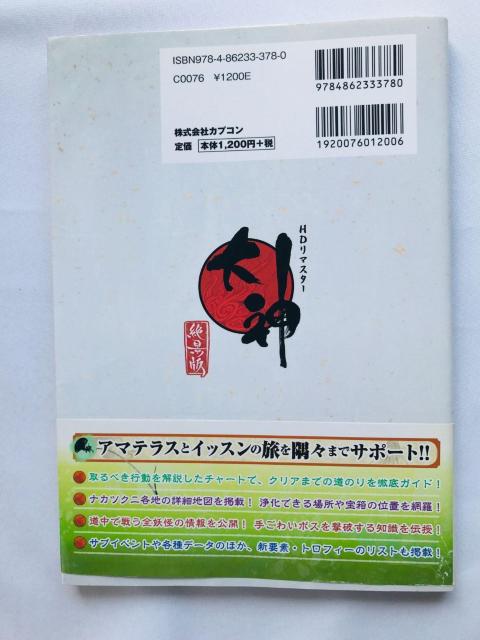 ISBN978-4-86233-378-0
C0076 ¥1200E
9784862333780
株式会社カプコン
定価 本体1,200円+税
1920076012006
HDリマスター
大神
絶景版
アマテラスとイッスンの旅を隅々までサポート!!
取るべき行動を解説したチャートで、クリアまでの道のりを徹底ガイド!
ナカツクニ各地の詳細地図を掲載! 浄化できる場所や宝箱の位置を網羅!
道中で戦う全妖怪の情報を公開! 手ごわいボスを撃破する知識を伝授!
サブイベントや各種データのほか、新要素・トロフィーのリストも掲載!